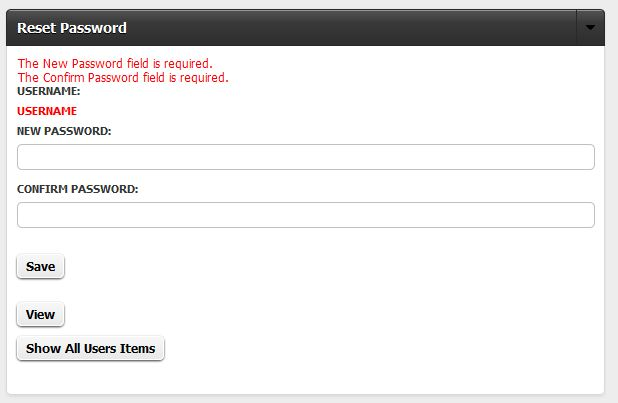 Reset Password
The New Password field is required.
The Confirm Password field is required.
USERNAME:
USERNAME
NEW PASSWORD:
CONFIRM PASSWORD:
Save
View
Show All Users Items